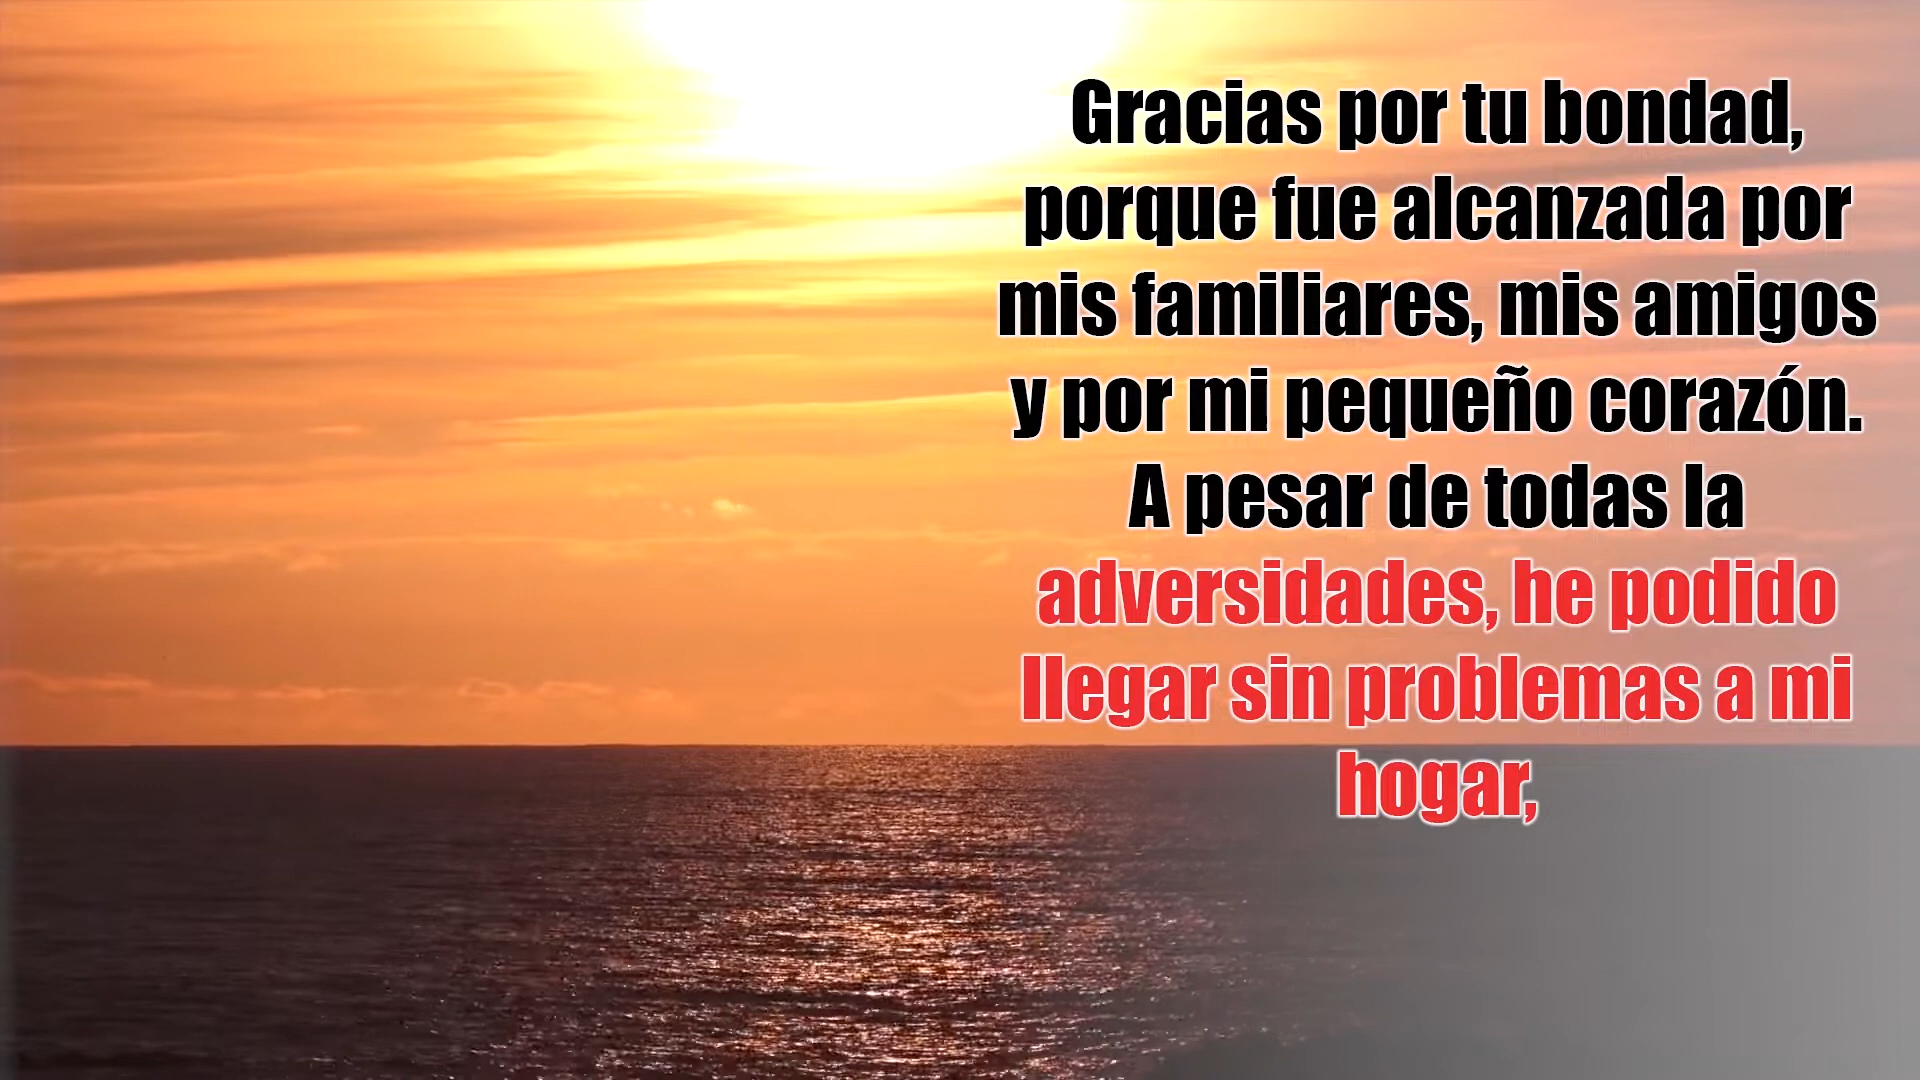 Gracias por tu bondad,
porque fue alcanzada por
mis familiares, mis amigos
y por mi pequeño corazón.
A pesar de todas la
adversidades, he podido
llegar sin problemas a mi
hogar,